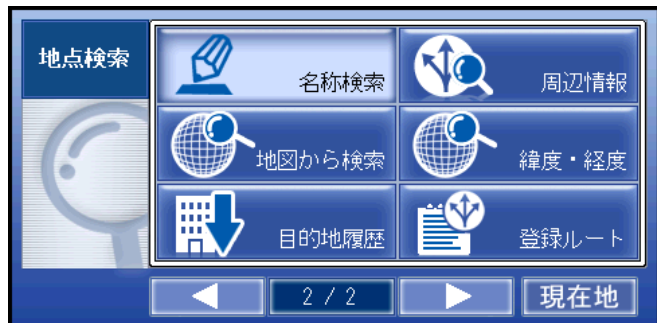 地点検索
名称検索
周辺情報
地図から検索
緯度・経度
目的地履歴
登録ルート
2 / 2
現在地